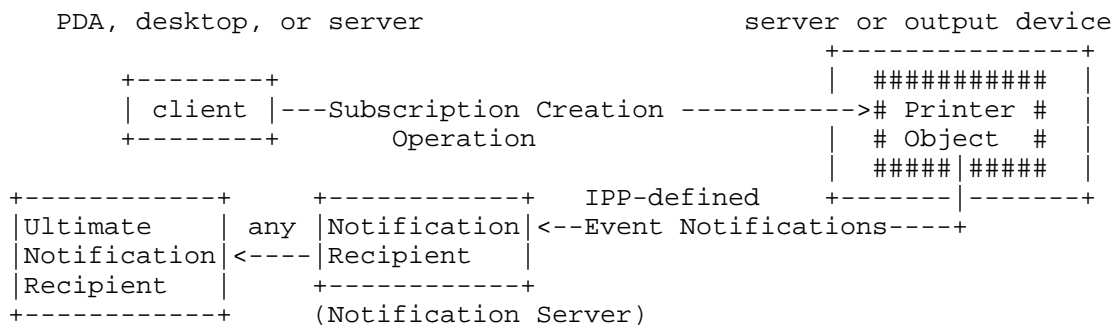 PDA, desktop, or server server or output device
+---------------+
+--------+ | ########### |
| client |---Subscription Creation ----------->#  Printer # |
+--------+ Operation | # Object # |
| #####|##### |
+------------+ +------------+ IPP-defined +-------|-------+
|Ultimate | any |Notification|<--Event Notifications----+
|Notification|<----|Recipient |
|Recipient | +------------+
+------------+ (Notification Server)